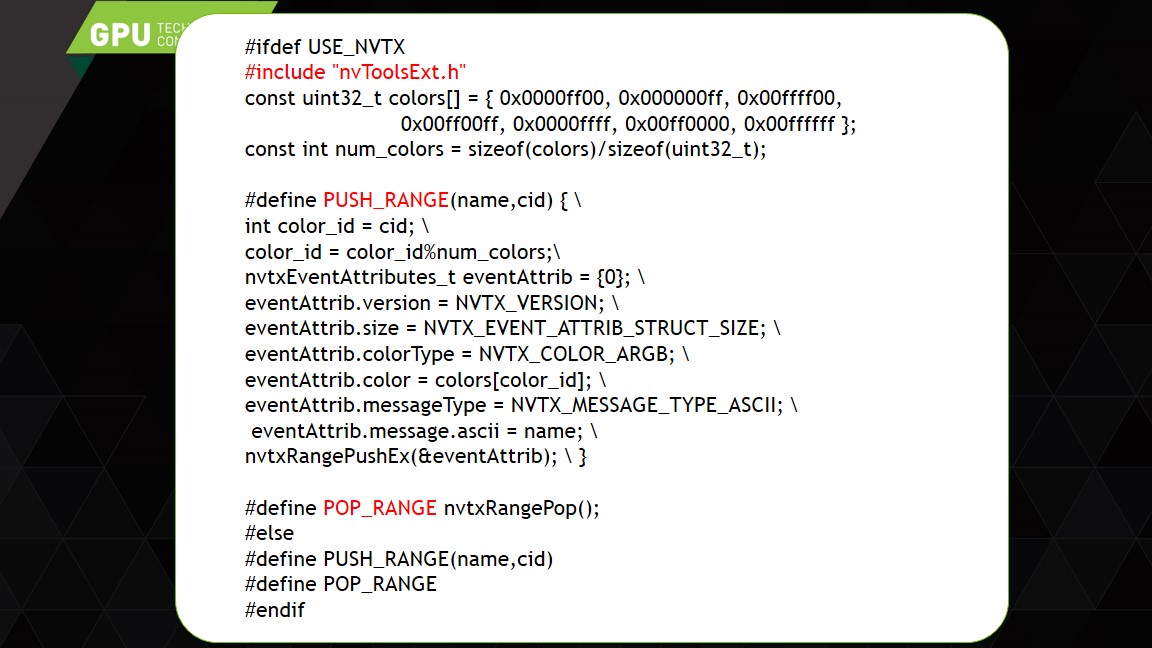 GPU TECH
CON
#ifdef USE_NVTX
#include "nvToolsExt.h"
const uint32_t colors[] = { 0x0000ff00, 0x000000ff, 0x00ffff00,
0x00ff00ff, 0x0000ffff, 0x00ff0000, 0x00ffffff };
const int num_colors = sizeof(colors)/sizeof(uint32_t);
#define PUSH_RANGE(name,cid) { \
int color_id = cid; \
color_id = color_id%num_colors;\
nvtxEventAttributes_t eventAttrib = {0}; \
eventAttrib.version = NVTX_VERSION; \
eventAttrib.size = NVTX_EVENT_ATTRIB_STRUCT_SIZE; \
eventAttrib.colorType = NVTX_COLOR_ARGB; \
eventAttrib.color = colors[color_id]; \
eventAttrib.messageType = NVTX_MESSAGE_TYPE_ASCII; \
eventAttrib.message.ascii = name; \
nvtxRangePushEx(&eventAttrib); \ }
#define POP_RANGE nvtxRangePop();
#else
#define PUSH_RANGE(name,cid)
#define POP_RANGE
#endif